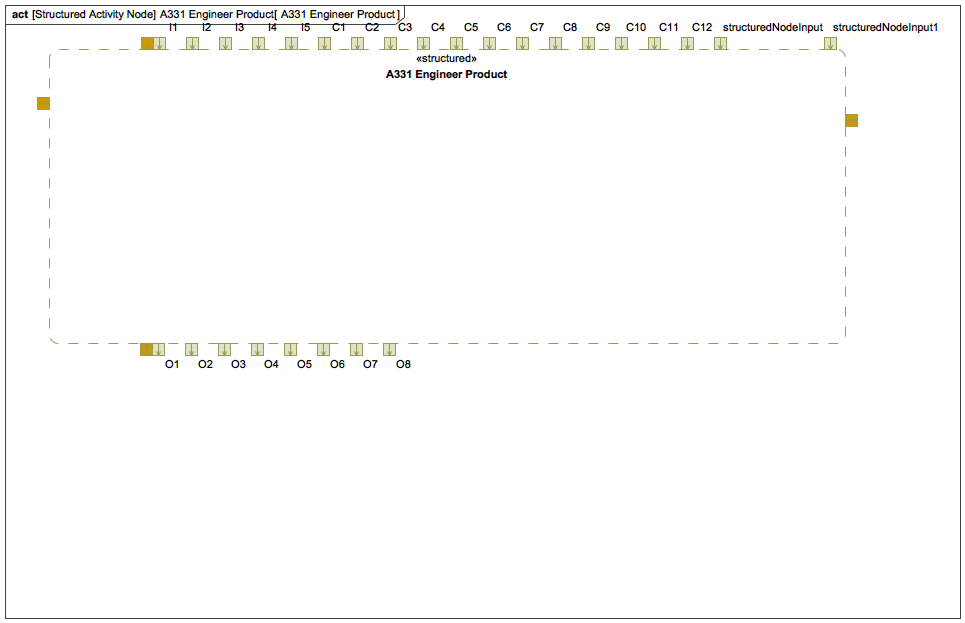 act [Structured Activity Node] A331 Engineer Product[ A331 Engineer Product ]
I1 I2 I3 I4 I5 C1 C2 C3 C4 C5 C6 C7 C8 C9 C10 C11 C12 structuredNodeInput structuredNodeInput1
«structured»
A331 Engineer Product
O1 O2 O3 O4 O5 O6 O7 O8